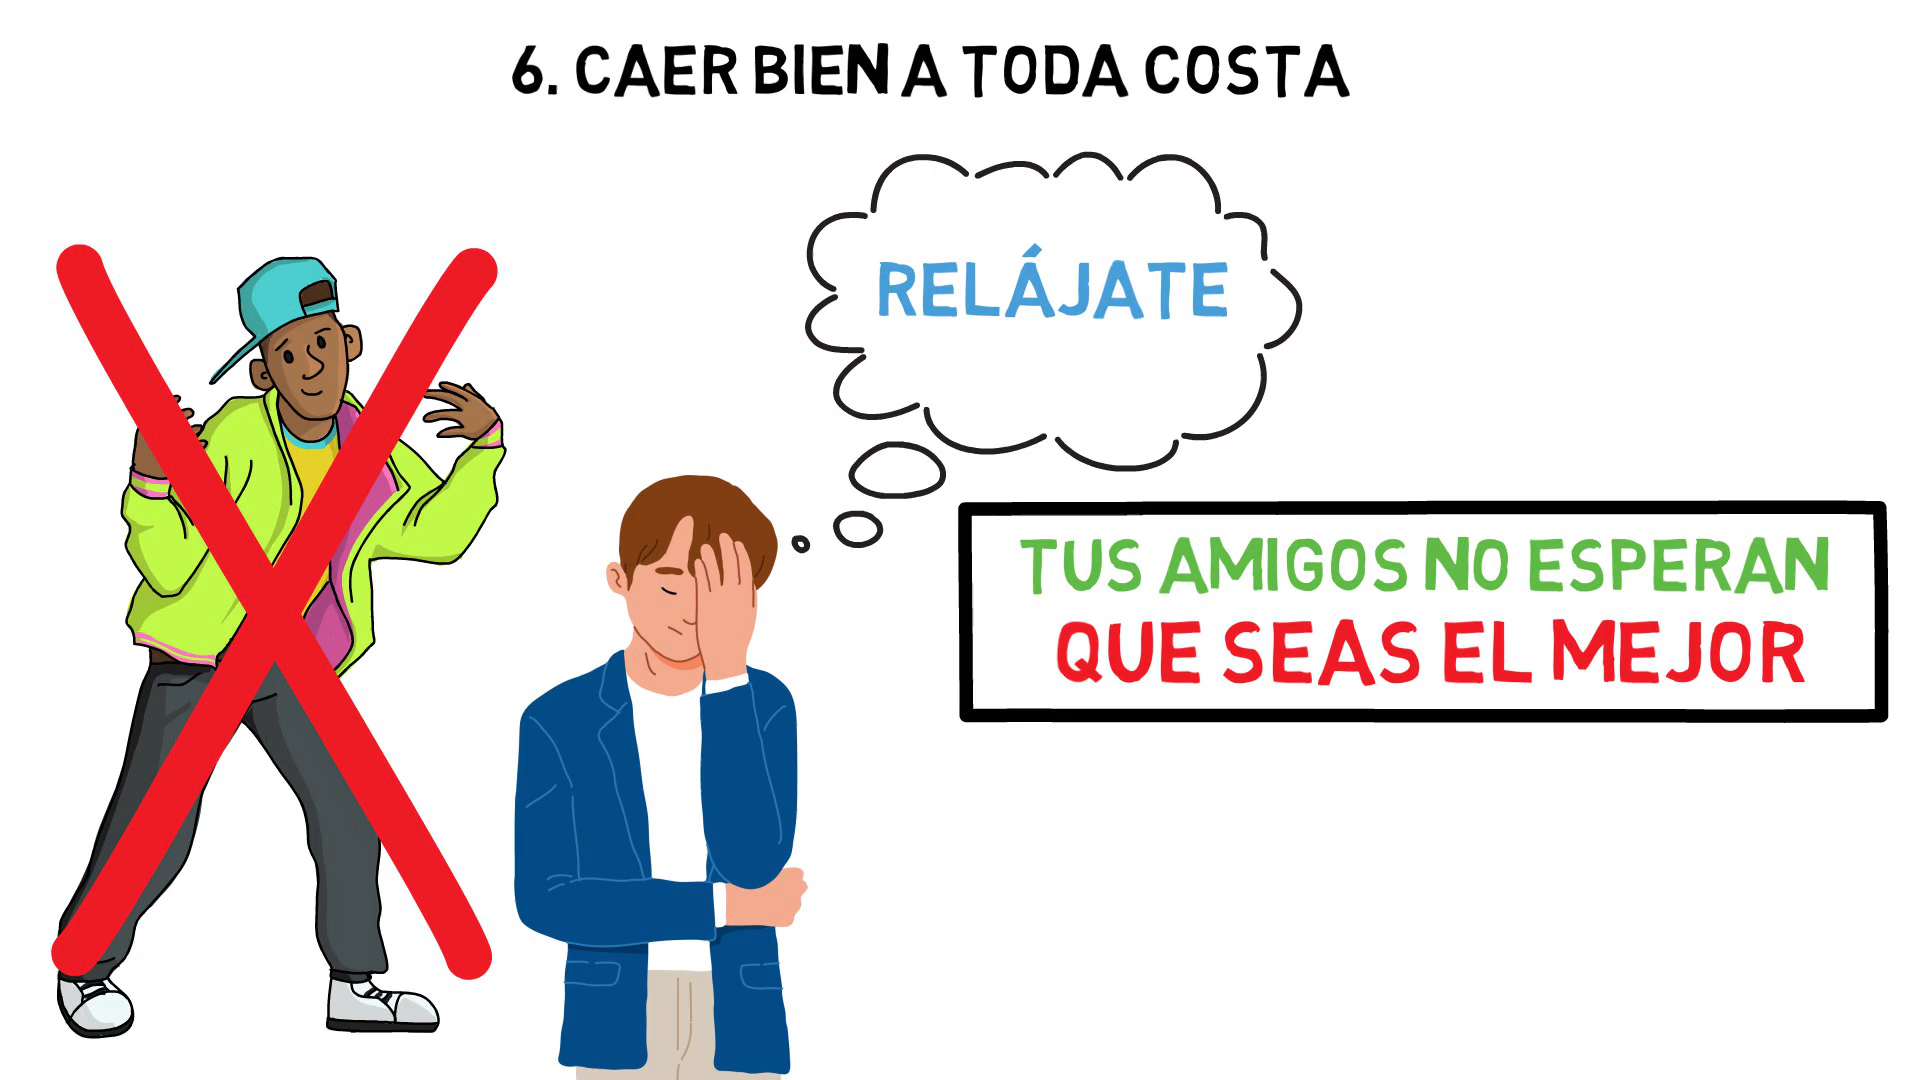 6. CAER BIEN A TODA COSTA
RELÁJATE
TUS AMIGOS NO ESPERAN
QUE SEAS EL MEJOR